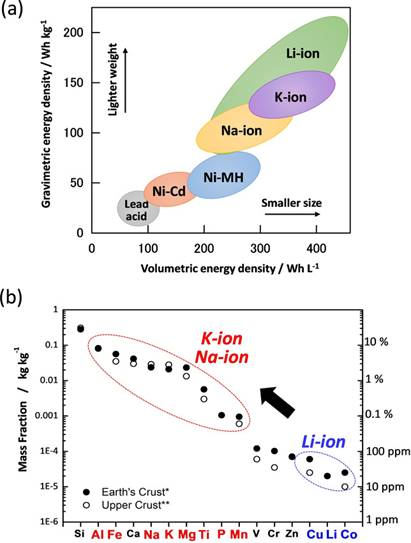 (a)
Gravimetric energy density / Wh kg⁻¹
200
150
100
50
0
Lighter weight
Li-ion
K-ion
Na-ion
Ni-MH
Ni-Cd
Lead
acid
Smaller size
0 100 200 300 400
Volumetric energy density / Wh L⁻¹
(b)
Mass Fraction / kg kg⁻¹
1
0.1
0.01
0.001
1E-4
1E-5
1E-6
K-ion
Na-ion
Li-ion
10 %
1 %
0.1 %
100 ppm
10 ppm
1 ppm
Earth's Crust*
Upper Crust**
Si Al Fe Ca Na K Mg Ti P Mn V Cr Zn Cu Li Co